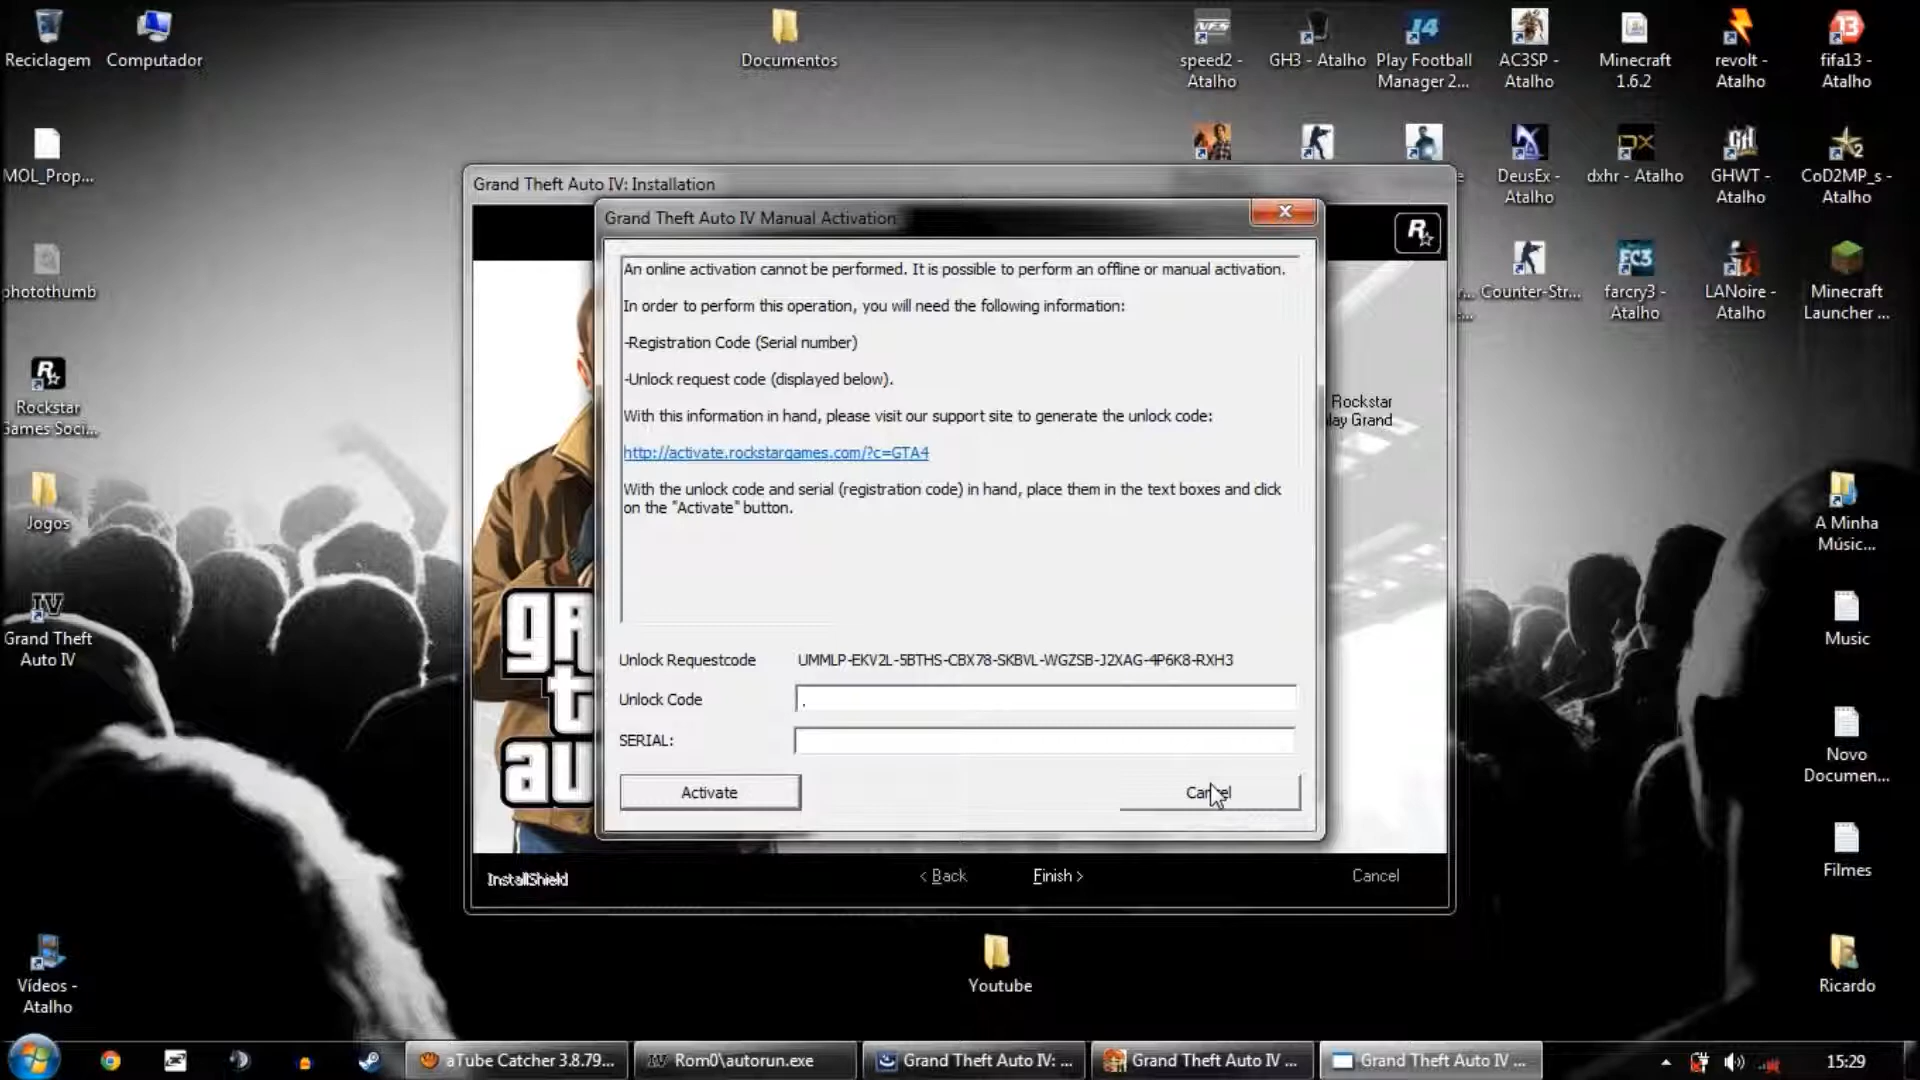 Reciclagem
Computador
Documentos
speed2 -
Atalho
GH3 - Atalho
Play Football
Manager 2...
AC3SP -
Atalho
Minecraft
1.6.2
revolt -
Atalho
fifa13 -
Atalho
MOL_Prop...
DeusEx -
Atalho
dxhr - Atalho
GHWT -
Atalho
CoD2MP_s -
Atalho
photothumb
Counter-Str...
farcry3 -
Atalho
LANoire -
Atalho
Minecraft
Launcher ...
Rockstar
Games Soci...
Jogos
Grand Theft
Auto IV
A Minha
Músic...
Music
Novo
Documen...
Filmes
Vídeos -
Atalho
Youtube
Ricardo
Grand Theft Auto IV: Installation
Grand Theft Auto IV Manual Activation
An online activation cannot be performed. It is possible to perform an offline or manual activation.
In order to perform this operation, you will need the following information:
-Registration Code (Serial number)
-Unlock request code (displayed below).
With this information in hand, please visit our support site to generate the unlock code:
http://activate.rockstargames.com/?c=GTA4
With the unlock code and serial (registration code) in hand, place them in the text boxes and click
on the "Activate" button.
Rockstar
lay Grand
Unlock Requestcode UMMLP-EKV2L-5BTHS-CBX78-SKBVL-WGZSB-J2XAG-4P6K8-RXH3
Unlock Code .
SERIAL:
Activate
Cancel
InstallShield
< Back
Finish >
Cancel
aTube Catcher 3.8.79...
Rom0\autorun.exe
Grand Theft Auto IV: ...
Grand Theft Auto IV ...
Grand Theft Auto IV ...
15:29